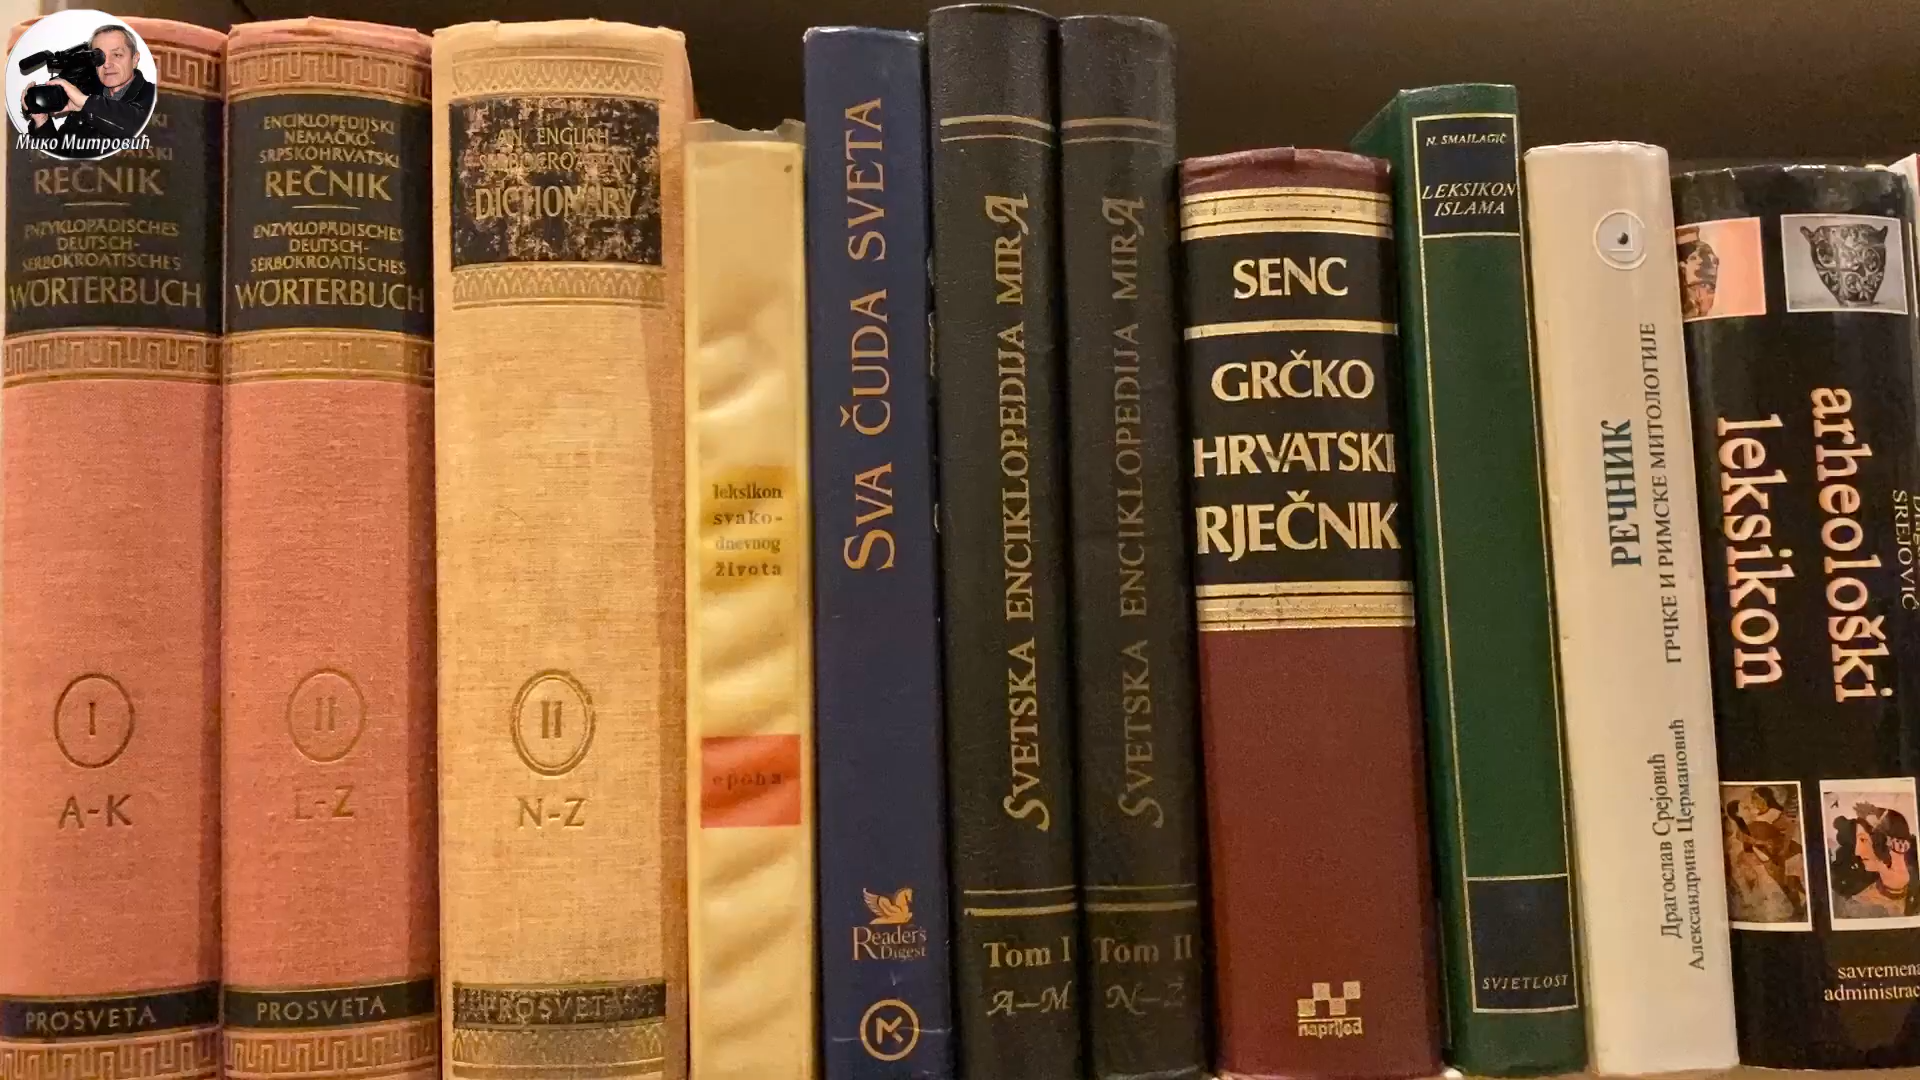 Мико Митровић
REČNIK
ENZYKLOPÄDISCHES
DEUTSCH-
SERBOKROATISCHES
WÖRTERBUCH
I
A-K
PROSVETA
ENCIKLOPEDIJSKI
NEMAČKO-
SRPSKOHRVATSKI
REČNIK
ENZYKLOPÄDISCHES
DEUTSCH-
SERBOKROATISCHES
WÖRTERBUCH
II
L-Z
PROSVETA
AN ENGLISH-
SERBOCROATIAN
DICTIONARY
II
N-Z
PROSVETA
leksikon
svako-
dnevnog
života
epoha
SVA ČUDA SVETA
Reader's
Digest
SVETSKA ENCIKLOPEDIJA MIRA
Tom I
A–M
SVETSKA ENCIKLOPEDIJA MIRA
Tom II
N–Ž
SENC
GRČKO
HRVATSKI
RJEČNIK
naprijed
N. SMAILAGIĆ
LEKSIKON
ISLAMA
SVJETLOST
РЕЧНИК
ГРЧКЕ И РИМСКЕ МИТОЛОГИЈЕ
Драгослав Срејовић
Александрина Цермановић
SREJOVIĆ
arheološki
leksikon
savremena
administrac